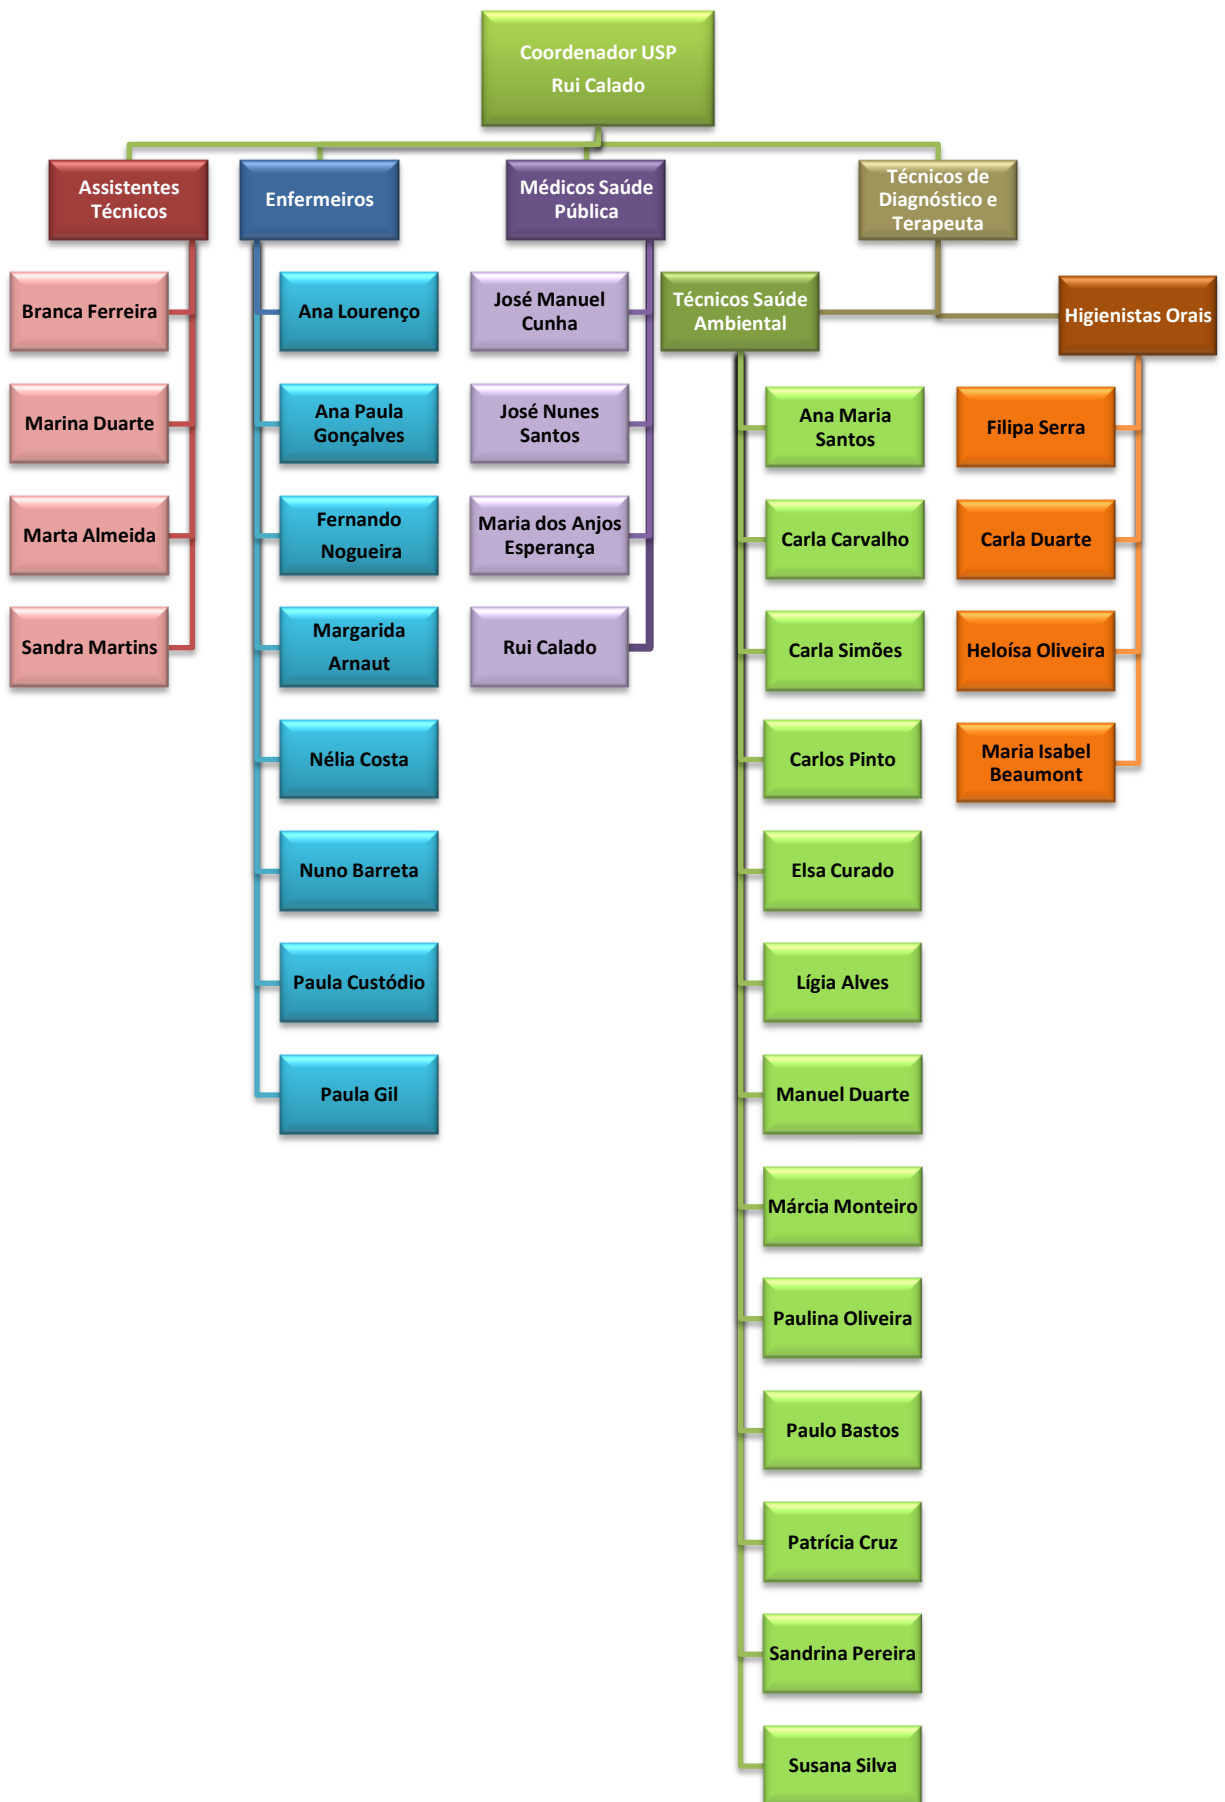 Coordenador USP
Rui Calado
Assistentes
Técnicos
Enfermeiros
Médicos Saúde
Pública
Técnicos de
Diagnóstico e
Terapeuta
Branca Ferreira
Marina Duarte
Marta Almeida
Sandra Martins
Ana Lourenço
Ana Paula
Gonçalves
Fernando
Nogueira
Margarida
Arnaut
Nélia Costa
Nuno Barreta
Paula Custódio
Paula Gil
José Manuel
Cunha
José Nunes
Santos
Maria dos Anjos
Esperança
Rui Calado
Técnicos Saúde
Ambiental
Ana Maria
Santos
Carla Carvalho
Carla Simões
Carlos Pinto
Elsa Curado
Lígia Alves
Manuel Duarte
Márcia Monteiro
Paulina Oliveira
Paulo Bastos
Patrícia Cruz
Sandrina Pereira
Susana Silva
Higienistas Orais
Filipa Serra
Carla Duarte
Heloísa Oliveira
Maria Isabel
Beaumont